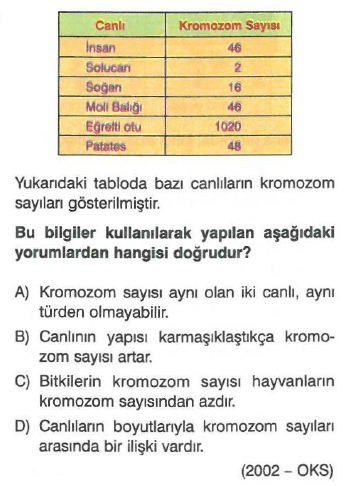 Canlı Kromozom Sayısı
İnsan 46
Solucan 2
Soğan 16
Moli Balığı 46
Eğrelti otu 1020
Patates 48
Yukarıdaki tabloda bazı canlıların kromozom
sayıları gösterilmiştir.
Bu bilgiler kullanılarak yapılan aşağıdaki
yorumlardan hangisi doğrudur?
A) Kromozom sayısı aynı olan iki canlı, aynı
türden olmayabilir.
B) Canlının yapısı karmaşıklaştıkça kromo-
zom sayısı artar.
C) Bitkilerin kromozom sayısı hayvanların
kromozom sayısından azdır.
D) Canlıların boyutlarıyla kromozom sayıları
arasında bir ilişki vardır.
(2002 – OKS)